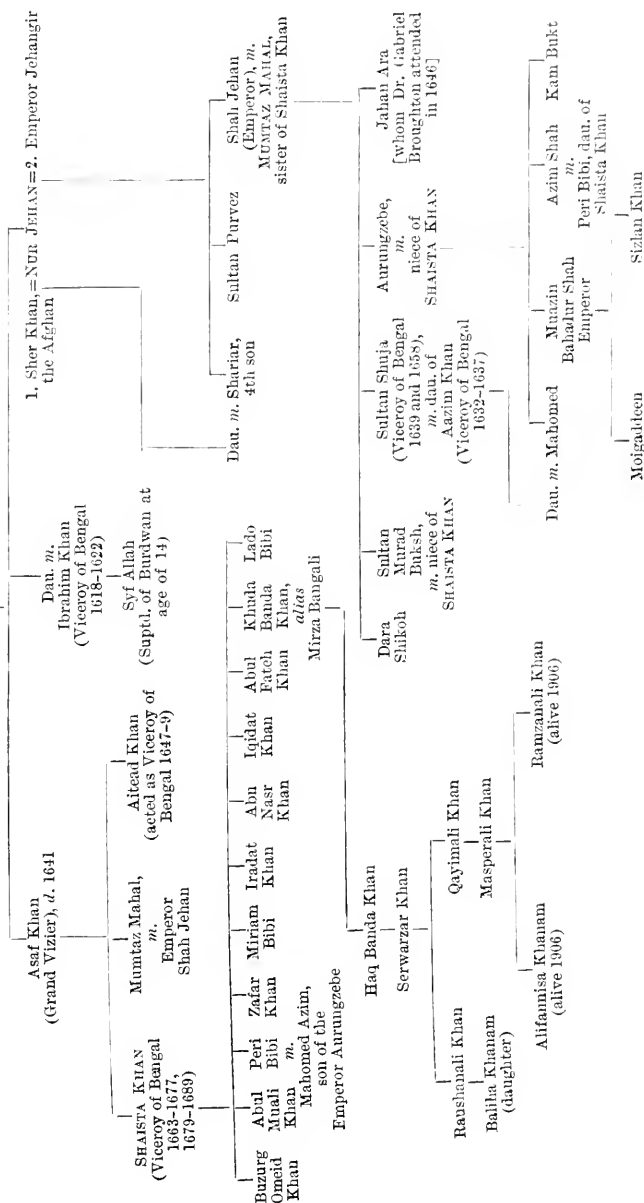 Asaf Khan
(Grand Vizier), d. 1641
Dau. m.
Ibrahim Khan
(Viceroy of Bengal
1618-1622)
Syf Allah
(Suptd. of Burdwan at
age of 14)
1. Sher Khan, =NUR JEHAN=2. Emperor Jehangir
the Afghan
SHAISTA KHAN
(Viceroy of Bengal
1663-1677,
1679-1689)
Mumtaz Mahal,
m.
Emperor
Shah Jehan
Aitead Khan
(acted as Viceroy of
Bengal 1647-9)
Dau. m. Shariar,
4th son
Sultan Purvez
Shah Jehan
(Emperor), m.
MUMTAZ MAHAL,
sister of Shaista Khan
Buzurg
Omeid
Khan
Abul
Muali
Khan
Peri
Bibi
m.
Mahomed Azim,
son of the
Emperor Aurungzebe
Zafar
Khan
Miriam
Bibi
Iradat
Khan
Abu
Nasr
Khan
Iqidat
Khan
Abul
Fateh
Khan
Khuda
Banda
Khan,
alias
Mirza Bangali
Lado
Bibi
Dara
Shikoh
Sultan
Murad
Buksh,
m. niece of
SHAISTA KHAN
Sultan Shuja
(Viceroy of Bengal
1639 and 1658),
m. dau. of
Aazim Khan
(Viceroy of Bengal
1632-1637)
Aurungzebe,
m.
niece of
SHAISTA KHAN
Jahan Ara
[whom Dr. Gabriel
Broughton attended
in 1646]
Haq Banda Khan
Serwarzar Khan
Raushanali Khan
Baliha Khanam
(daughter)
Qayimali Khan
Masperali Khan
Alifannisa Khanam
(alive 1906)
Ramzanali Khan
(alive 1906)
Dau. m. Mahomed
Muazin
Bahadur Shah
Emperor
Azim Shah
m.
Peri Bibi, dau. of
Shaista Khan
Kam Bukt
Moigaddeen
Sizlan Khan